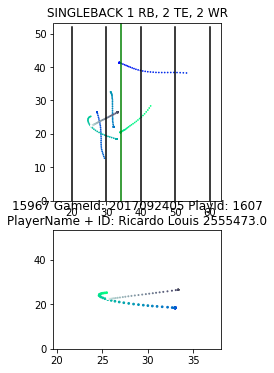 SINGLEBACK 1 RB, 2 TE, 2 WR
50
40
30
20
10
0
20 30 40 50 60
15967 GameId: 2017092405 PlayId: 1607
PlayerName + ID: Ricardo Louis 2555473.0
40
20
0
20 25 30 35